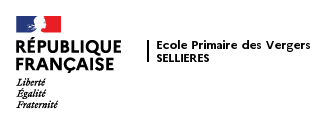 RÉPUBLIQUE
FRANÇAISE
Liberté
Égalité
Fraternité
Ecole Primaire des Vergers
SELLIERES